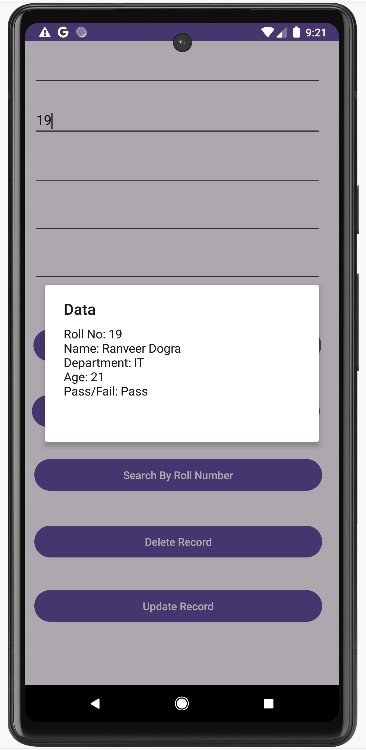 G 9:21
19
Data
Roll No: 19
Name: Ranveer Dogra
Department: IT
Age: 21
Pass/Fail: Pass
Search By Roll Number
Delete Record
Update Record